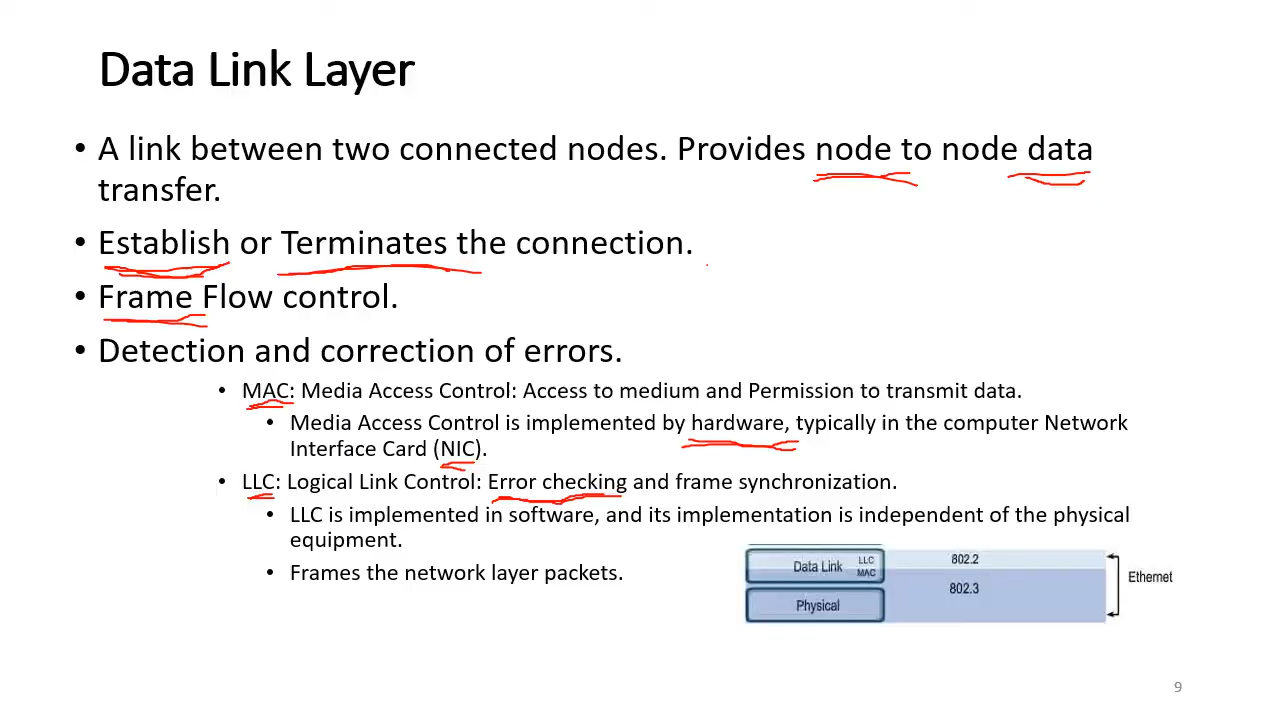 Data Link Layer
• A link between two connected nodes. Provides node to node data
transfer.
• Establish or Terminates the connection.
• Frame Flow control.
• Detection and correction of errors.
• MAC: Media Access Control: Access to medium and Permission to transmit data.
• Media Access Control is implemented by hardware, typically in the computer Network
Interface Card (NIC).
• LLC: Logical Link Control: Error checking and frame synchronization.
• LLC is implemented in software, and its implementation is independent of the physical
equipment.
• Frames the network layer packets.
Data Link
LLC
MAC
802.2
802.3
Ethernet
Physical
9